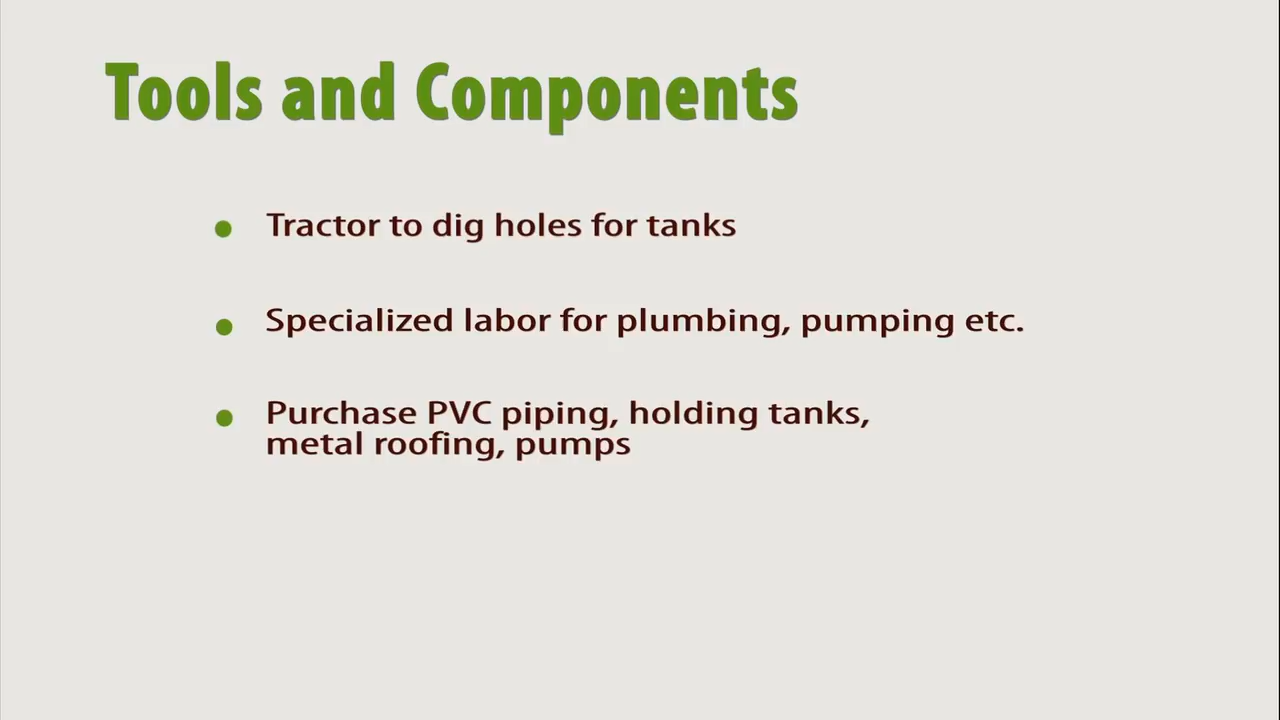 Tools and Components
Tractor to dig holes for tanks
Specialized labor for plumbing, pumping etc.
Purchase PVC piping, holding tanks,
metal roofing, pumps